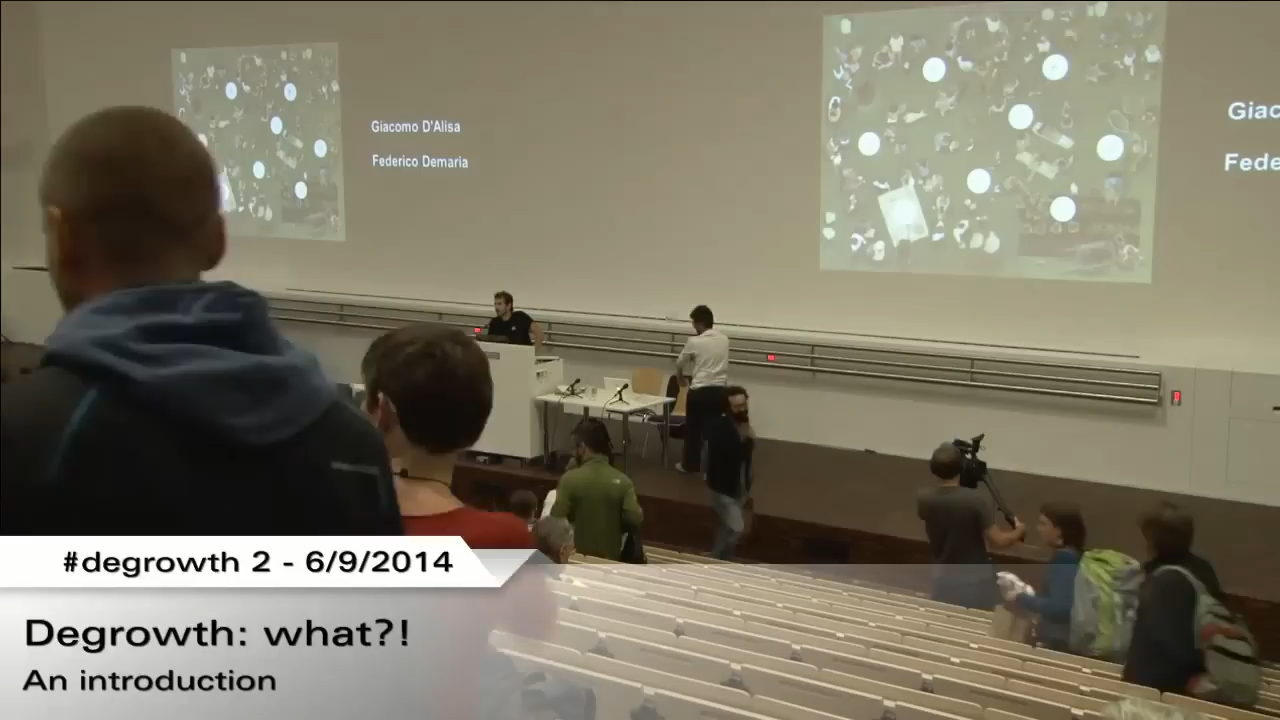 Giacomo D'Alisa
Federico Demaria
Giac
Fede
#degrowth 2 - 6/9/2014
Degrowth: what?!
An introduction